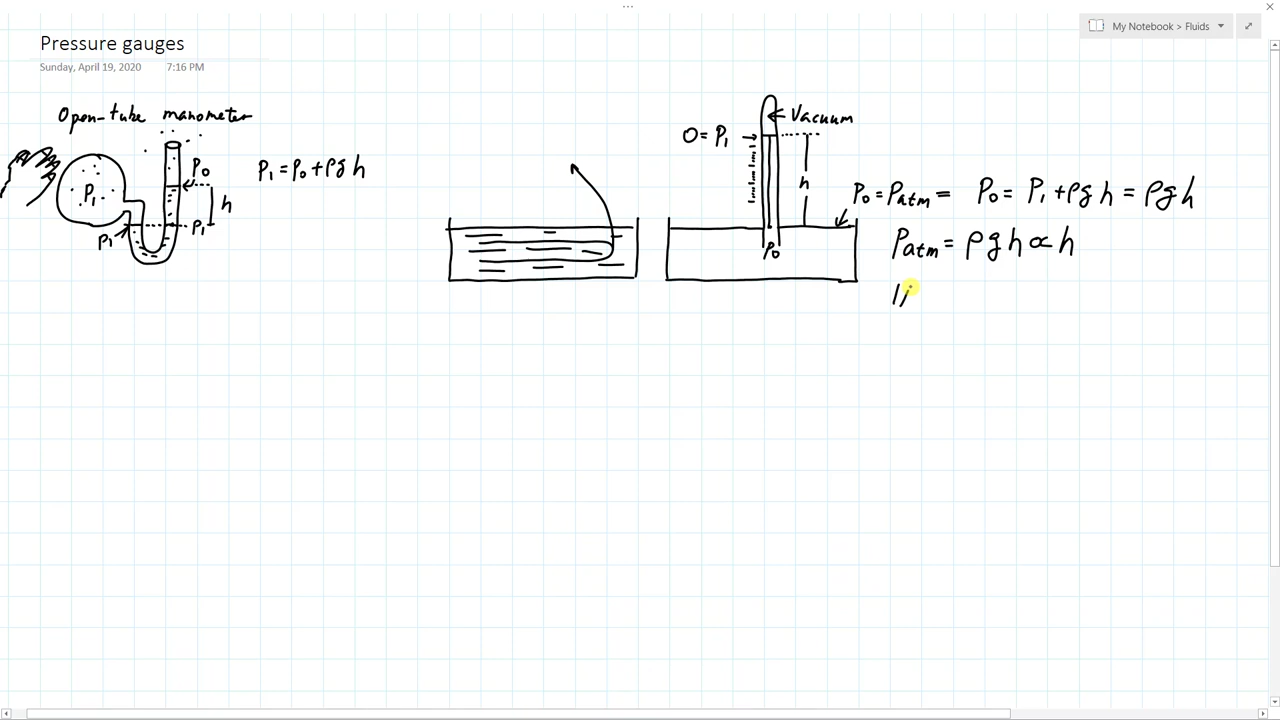 My Notebook > Fluids
Pressure gauges
Sunday, April 19, 2020 7:16 PM
Open-tube manometer
P₀
P₁
P₁ = P₀ + ρgh
h
P₁
P₁
Vacuum
0 = P₁
h
P₀
P₀ = Patm = P₀ = P₁ + ρgh = ρgh
Patm = ρgh ∝ h